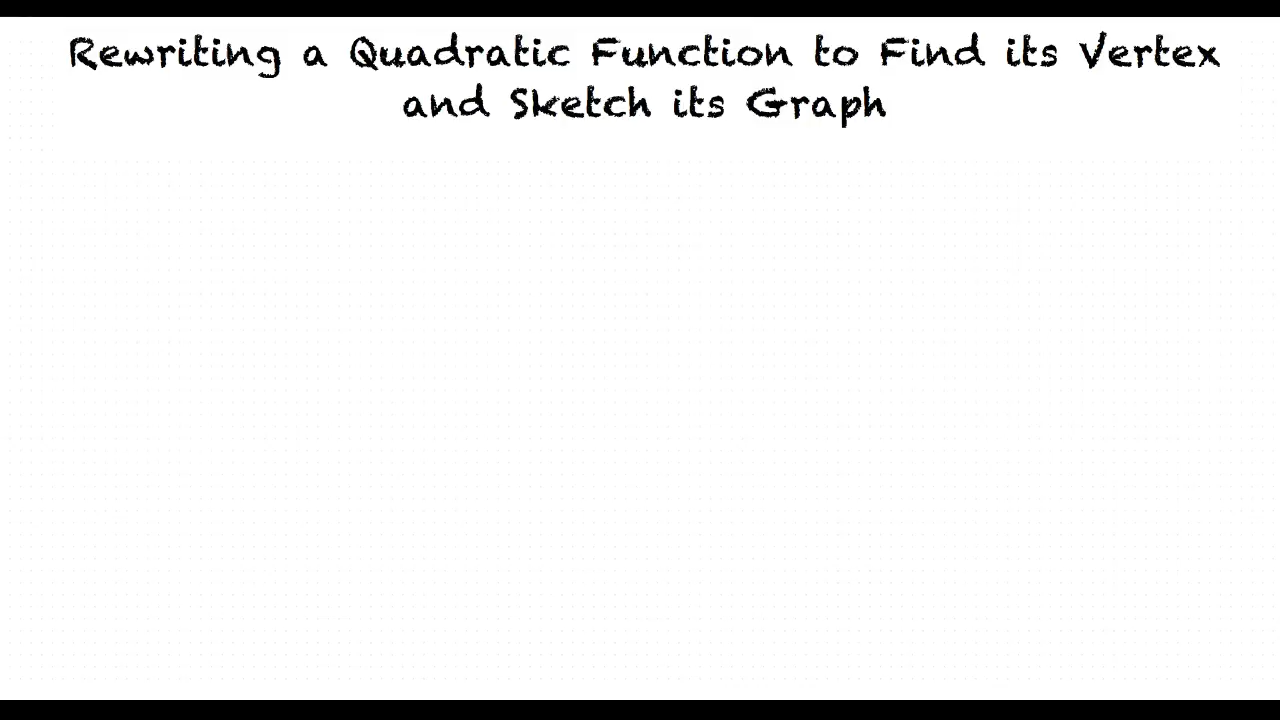 Rewriting a Quadratic Function to Find its Vertex
and Sketch its Graph